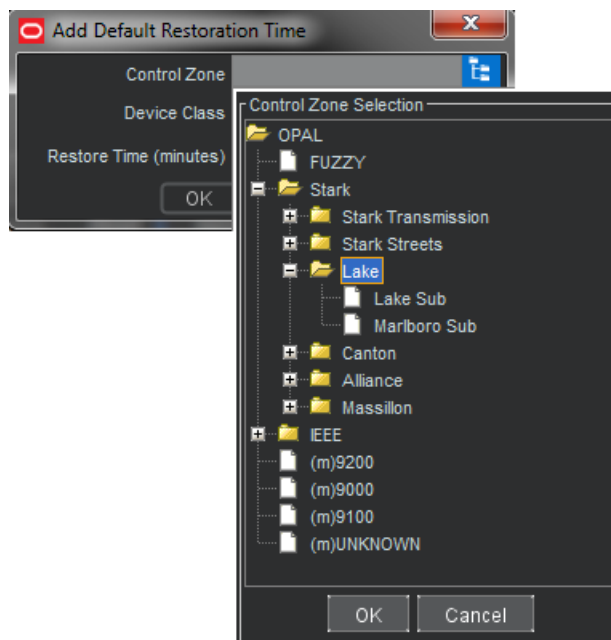 Add Default Restoration Time
Control Zone
Device Class
Restore Time (minutes)
OK
Control Zone Selection
OPAL
FUZZY
Stark
Stark Transmission
Stark Streets
Lake
Lake Sub
Marlboro Sub
Canton
Alliance
Massillon
IEEE
(m)9200
(m)9000
(m)9100
(m)UNKNOWN
OK Cancel